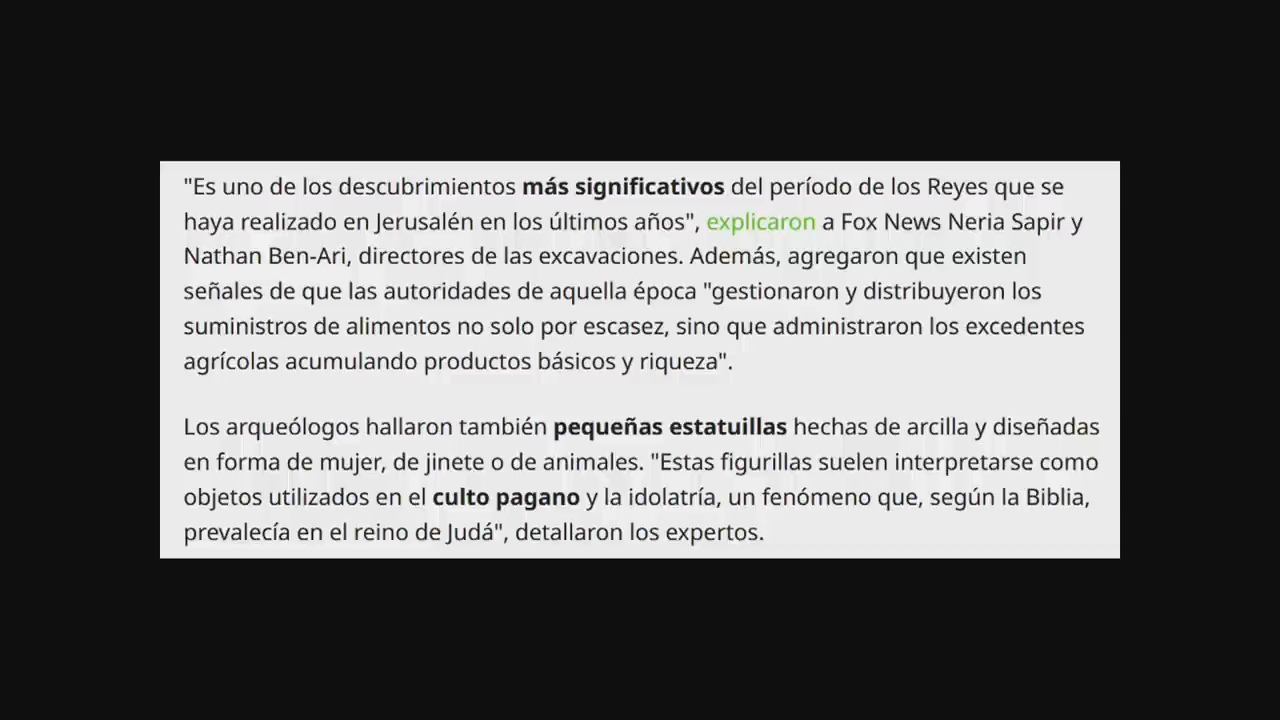 "Es uno de los descubrimientos más significativos del período de los Reyes que se
haya realizado en Jerusalén en los últimos años", explicaron a Fox News Neria Sapir y
Nathan Ben-Ari, directores de las excavaciones. Además, agregaron que existen
señales de que las autoridades de aquella época "gestionaron y distribuyeron los
suministros de alimentos no solo por escasez, sino que administraron los excedentes
agrícolas acumulando productos básicos y riqueza".
Los arqueólogos hallaron también pequeñas estatuillas hechas de arcilla y diseñadas
en forma de mujer, de jinete o de animales. "Estas figurillas suelen interpretarse como
objetos utilizados en el culto pagano y la idolatría, un fenómeno que, según la Biblia,
prevalecía en el reino de Judá", detallaron los expertos.